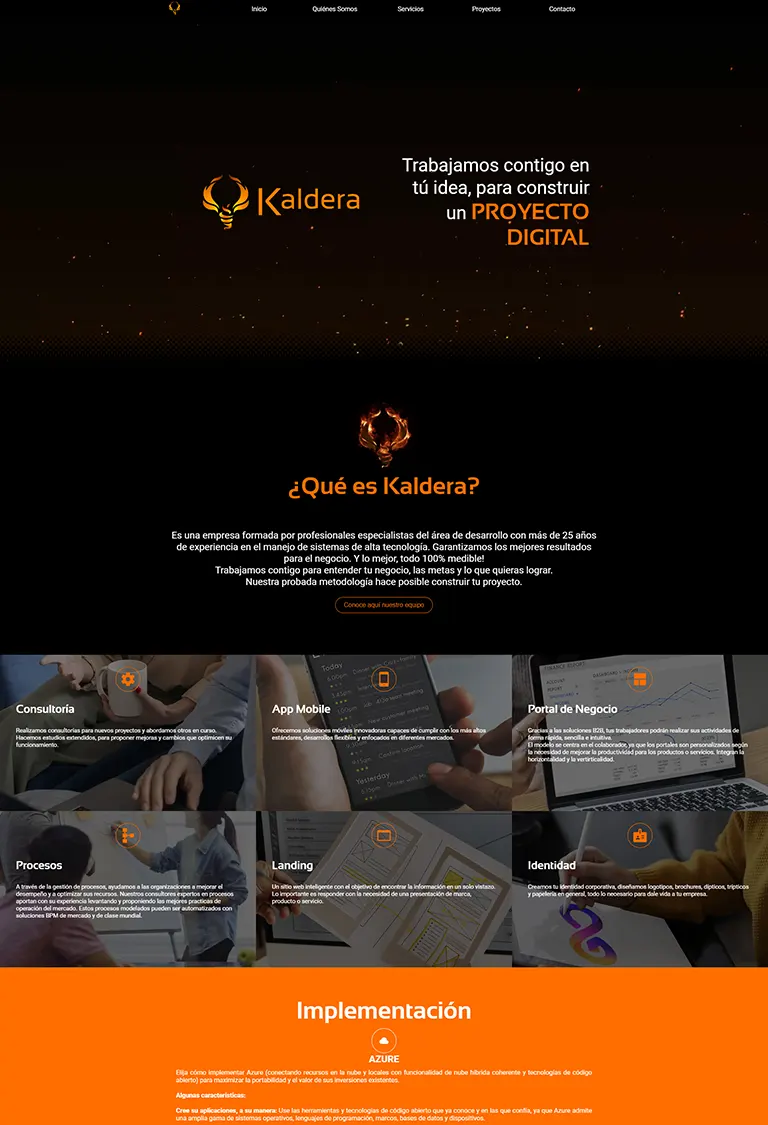 Inicio
Quiénes Somos
Servicios
Proyectos
Contacto
Kaldera
Trabajamos contigo en
tú idea, para construir
un PROYECTO
DIGITAL
¿Qué es Kaldera?
Es una empresa formada por profesionales especialistas del área de desarrollo con más de 25 años
de experiencia en el manejo de sistemas de alta tecnología. Garantizamos los mejores resultados
para el negocio. Y lo mejor, todo 100% medible!
Trabajamos contigo para entender tu negocio, las metas y lo que quieras lograr.
Nuestra probada metodología hace posible construir tu proyecto.
Conoce aquí nuestro equipo
Consultoría
Realizamos consultorías para nuevos proyectos y abordamos otros en curso.
Hacemos estudios extendidos, para proponer mejoras y cambios que optimicen su
funcionamiento.
Today
Yesterday
App Mobile
Ofrecemos soluciones móviles innovadoras capaces de cumplir con los más altos
estándares, desarrollos flexibles y enfocados en diferentes mercados.
Portal de Negocio
Gracias a las soluciones B2B, tus trabajadores podrán realizar sus actividades de
forma rápida, sencilla e intuitiva.
El modelo se centra en el colaborador, ya que los portales son personalizados según
la necesidad de mejorar la productividad para los productos o servicios. Integran la
horizontalidad y la vertirticalidad.
Procesos
A través de la gestión de procesos, ayudamos a las organizaciones a mejorar el
desempeño y a optimizar sus recursos. Nuestros consultores expertos en procesos
aportan con su experiencia levantando y proponiendo las mejores practicas de
operación del mercado. Estos procesos modelados pueden ser automatizados con
soluciones BPM de mercado y de clase mundial.
Landing
Un sitio web inteligente con el objetivo de encontrar la información en un solo vistazo.
Lo importante es responder con la necesidad de una presentación de marca,
producto o servicio.
Identidad
Creamos tu identidad corporativa, diseñamos logotipos, brochures, dípticos, trípticos
y papelería en general, todo lo necesario para dale vida a tu empresa.
Implementación
AZURE
Elija cómo implementar Azure (conectando recursos en la nube y locales con funcionalidad de nube híbrida coherente y tecnologías de código
abierto) para maximizar la portabilidad y el valor de sus inversiones existentes.
Algunas características:
Cree su aplicaciones, a su manera: Use las herramientas y tecnologías de código abierto que ya conoce y en las que confía, ya que Azure admite
una amplia gama de sistemas operativos, lenguajes de programación, marcos, bases de datos y dispositivos.